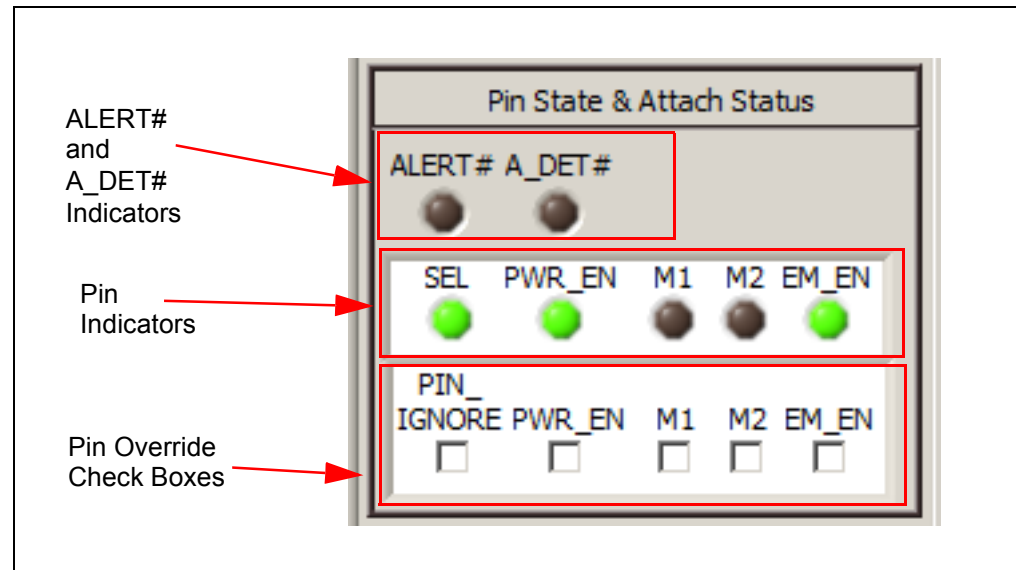 Pin State & Attach Status
ALERT#
and
A_DET#
Indicators
ALERT# A_DET#
Pin
Indicators
SEL PWR_EN M1 M2 EM_EN
PIN_
IGNORE PWR_EN M1 M2 EM_EN
Pin Override
Check Boxes